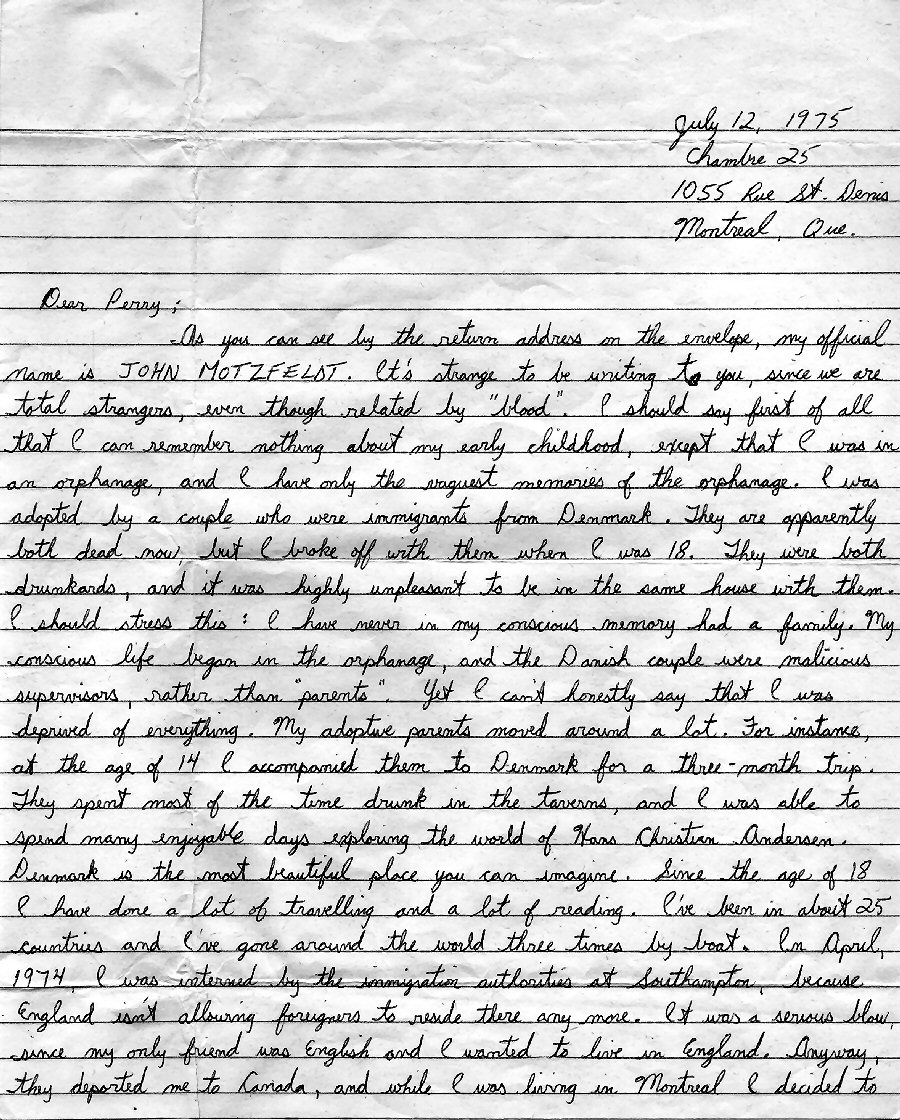 July 12, 1975
Chambre 25
1055 Rue St. Denis
Montreal, Que.
Dear Perry;
-As you can see by the return address on the envelope, my official
name is JOHN MOTZFELDT. It's strange to be writing to you, since we are
total strangers, even though related by "blood". I should say first of all
that I can remember nothing about my early childhood, except that I was in
an orphanage, and I have only the vaguest memories of the orphanage. I was
adopted by a couple who were immigrants from Denmark. They are apparently
both dead now, but I broke off with them when I was 18. They were both
drunkards, and it was highly unpleasant to be in the same house with them.
I should stress this: I have never in my conscious memory had a family. My
conscious life began in the orphanage, and the Danish couple were malicious
supervisors, rather than "parents". Yet I can't honestly say that I was
deprived of everything. My adoptive parents moved around a lot. For instance,
at the age of 14 I accompanied them to Denmark for a three-month trip.
They spent most of the time drunk in the taverns, and I was able to
spend many enjoyable days exploring the world of Hans Christian Andersen.
Denmark is the most beautiful place you can imagine. Since the age of 18
I have done a lot of travelling and a lot of reading. I've been in about 25
countries and I've gone around the world three times by boat. In April,
1974, I was interned by the immigration authorities at Southampton, because
England isn't allowing foreigners to reside there any more. It was a serious blow,
since my only friend was English and I wanted to live in England. Anyway,
they deported me to Canada, and while I was living in Montreal I decided to